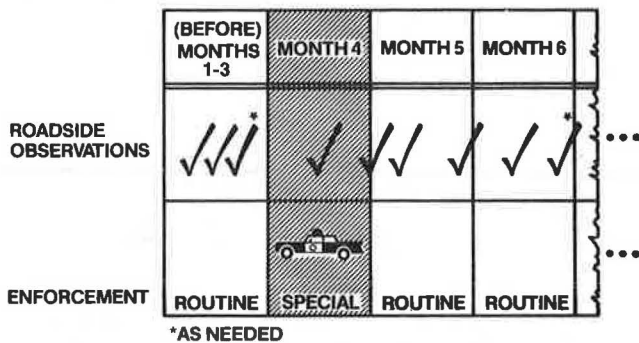 (BEFORE)
MONTHS
1-3
MONTH 4
MONTH 5
MONTH 6
ROADSIDE
OBSERVATIONS
*
*
...
...
ENFORCEMENT
ROUTINE
SPECIAL
ROUTINE
ROUTINE
*AS NEEDED